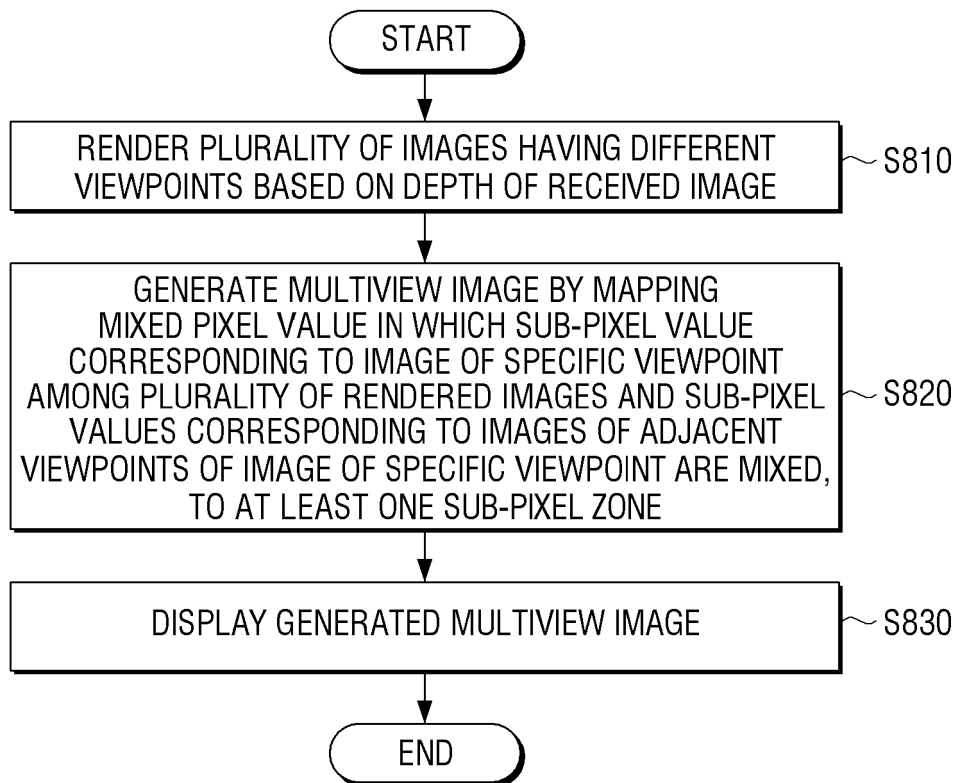 START
RENDER PLURALITY OF IMAGES HAVING DIFFERENT
VIEWPOINTS BASED ON DEPTH OF RECEIVED IMAGE
S810
GENERATE MULTIVIEW IMAGE BY MAPPING
MIXED PIXEL VALUE IN WHICH SUB-PIXEL VALUE
CORRESPONDING TO IMAGE OF SPECIFIC VIEWPOINT
AMONG PLURALITY OF RENDERED IMAGES AND SUB-PIXEL
VALUES CORRESPONDING TO IMAGES OF ADJACENT
VIEWPOINTS OF IMAGE OF SPECIFIC VIEWPOINT ARE MIXED,
TO AT LEAST ONE SUB-PIXEL ZONE
S820
DISPLAY GENERATED MULTIVIEW IMAGE
S830
END